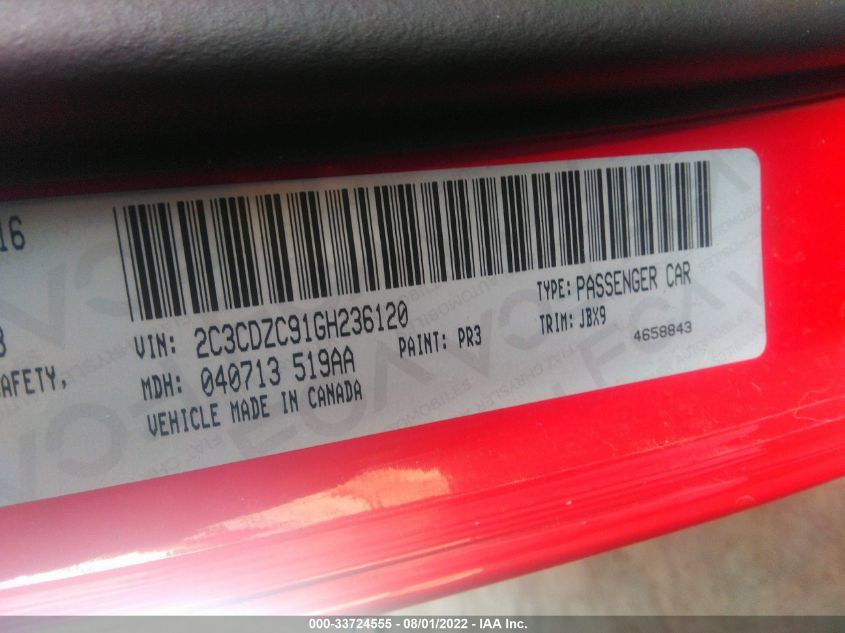 16
3
AFETY,
VIN: 2C3CDZC91GH236120
TYPE: PASSENGER CAR
MDH: 040713 519AA
PAINT: PR3
TRIM: JBX9
4658843
VEHICLE MADE IN CANADA
000-33724555 - 08/01/2022 - IAA Inc.